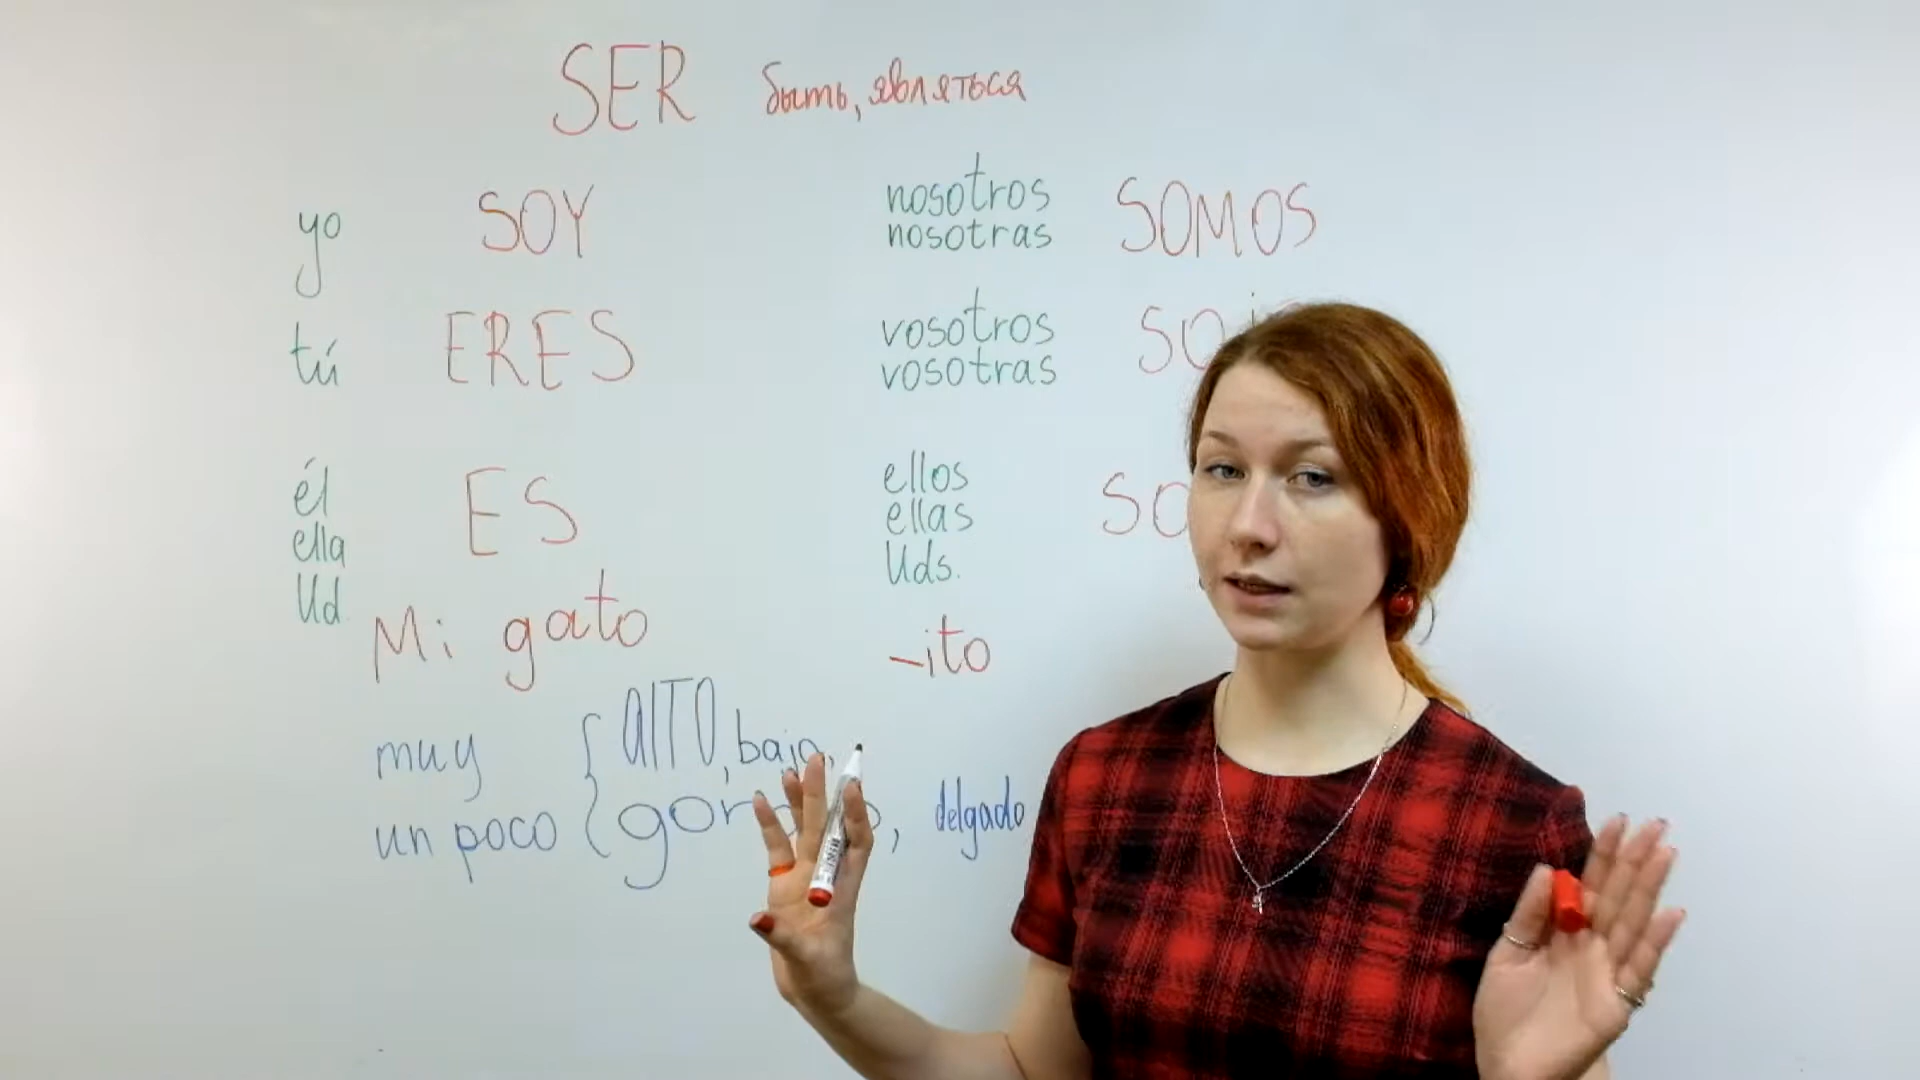 SER быть, являться
yo SOY
tú ERES
él ES
ella
Ud.
nosotros SOMOS
nosotras
vosotros
vosotras
ellos
ellas
Uds.
Mi gato
-ito
muy { alTO, bajo,
un poco delgado